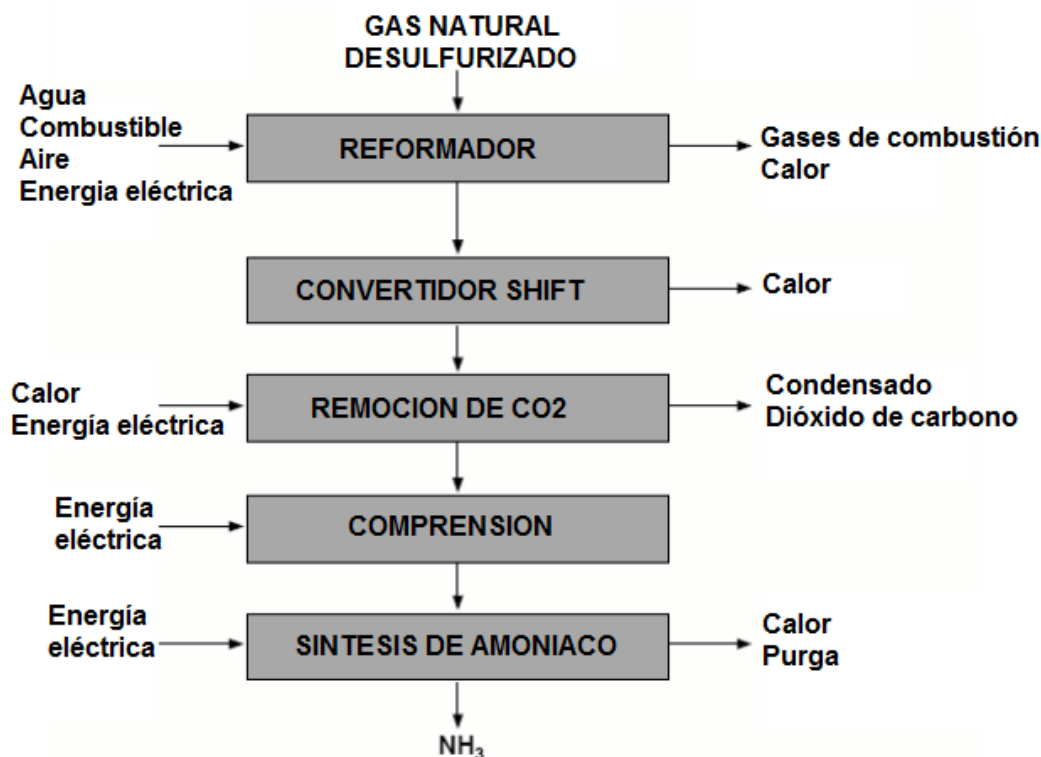 GAS NATURAL
DESULFURIZADO
Agua
Combustible
Aire
Energia eléctrica
REFORMADOR
Gases de combustión
Calor
CONVERTIDOR SHIFT
Calor
Calor
Energía eléctrica
REMOCION DE CO2
Condensado
Dióxido de carbono
Energía
eléctrica
COMPRENSION
Energía
eléctrica
SINTESIS DE AMONIACO
Calor
Purga
NH₃